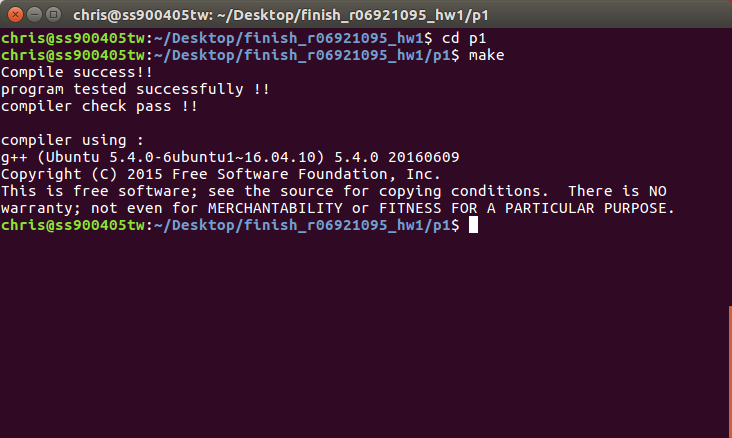 chris@ss900405tw: ~/Desktop/finish_r06921095_hw1/p1
chris@ss900405tw:~/Desktop/finish_r06921095_hw1$ cd p1
chris@ss900405tw:~/Desktop/finish_r06921095_hw1/p1$ make
Compile success!!
program tested successfully !!
compiler check pass !!
compiler using :
g++ (Ubuntu 5.4.0-6ubuntu1~16.04.10) 5.4.0 20160609
Copyright (C) 2015 Free Software Foundation, Inc.
This is free software; see the source for copying conditions.  There is NO
warranty; not even for MERCHANTABILITY or FITNESS FOR A PARTICULAR PURPOSE.
chris@ss900405tw:~/Desktop/finish_r06921095_hw1/p1$